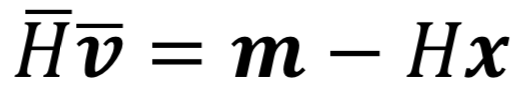 H̅v̅ = m − Hx